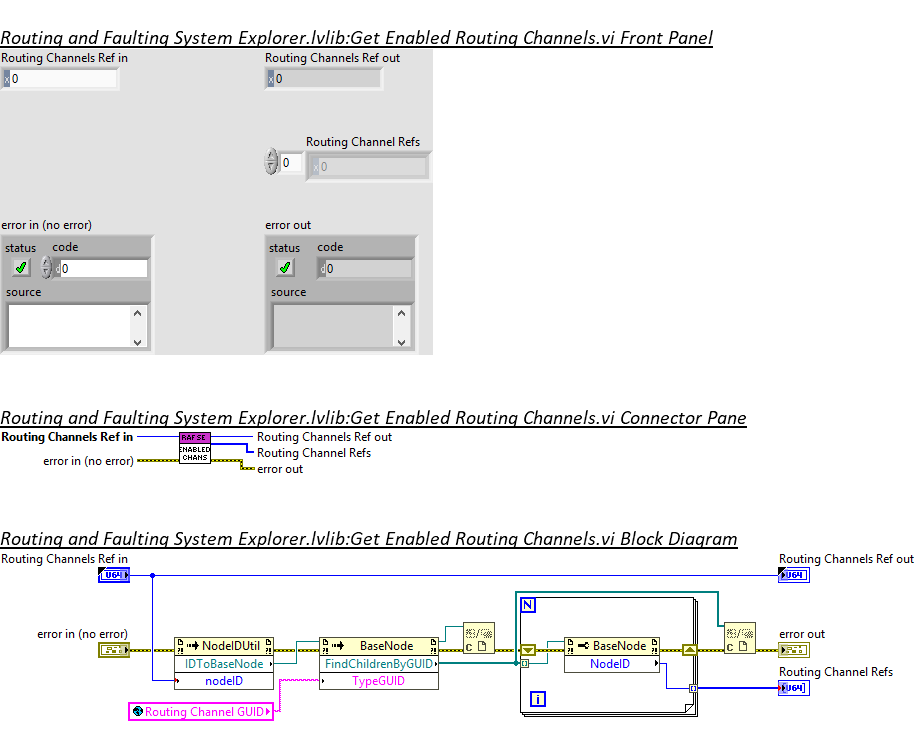 Routing and Faulting System Explorer.lvlib:Get Enabled Routing Channels.vi Front Panel
Routing Channels Ref in
Routing Channels Ref out
x 0
x 0
Routing Channel Refs
0
x 0
error in (no error)
error out
status code
status code
d 0
d 0
source
source
Routing and Faulting System Explorer.lvlib:Get Enabled Routing Channels.vi Connector Pane
Routing Channels Ref in
RAFSE
Routing Channels Ref out
ENABLED
Routing Channel Refs
CHANS
error in (no error)
error out
Routing and Faulting System Explorer.lvlib:Get Enabled Routing Channels.vi Block Diagram
Routing Channels Ref in
Routing Channels Ref out
U64
U64
N
error in (no error)
error out
NodeIDUtil
BaseNode
C
BaseNode
C
IDToBaseNode
FindChildrenByGUID
NodeID
nodeID
TypeGUID
Routing Channel Refs
U64
i
Routing Channel GUID